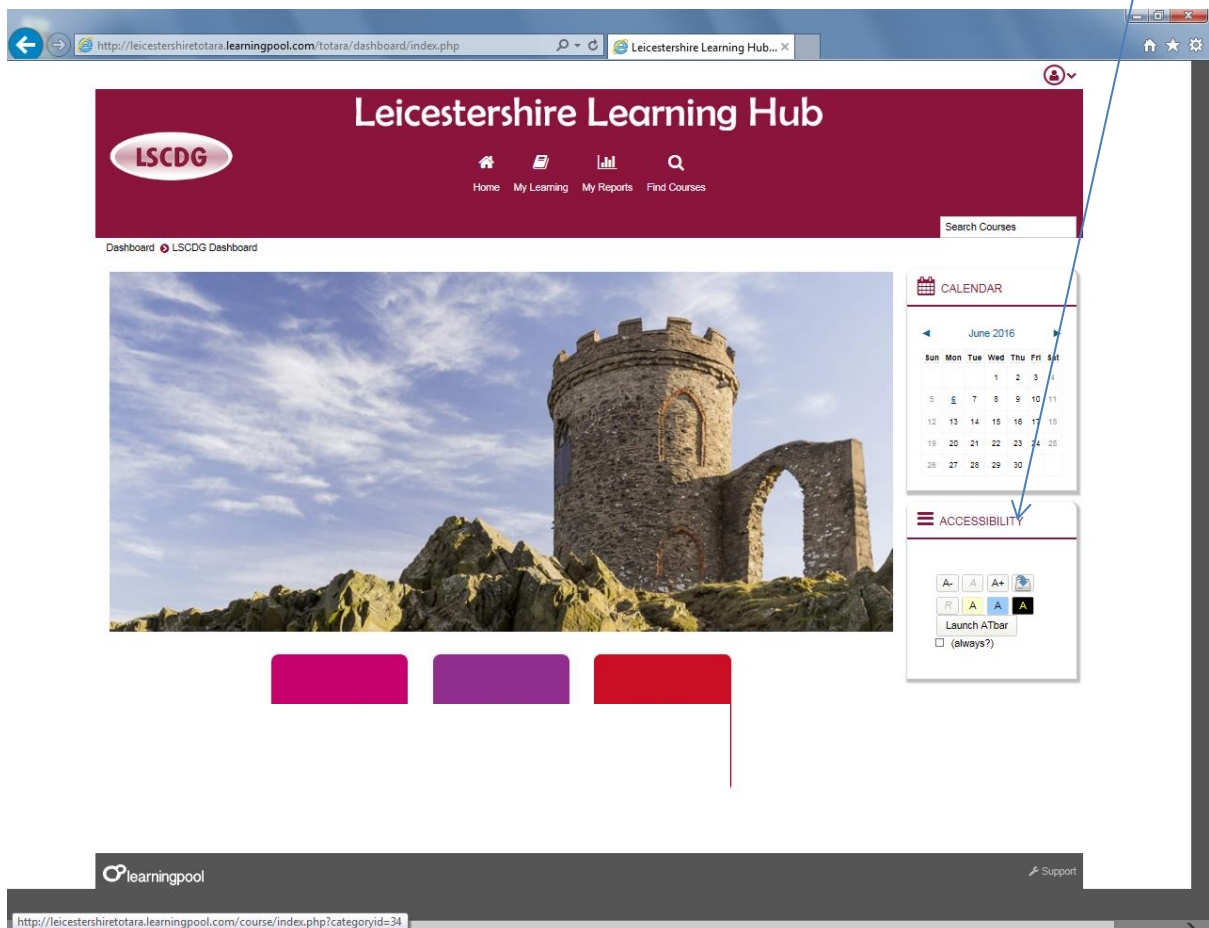 http://leicestershiretotara.learningpool.com/totara/dashboard/index.php
Leicestershire Learning Hub...
Leicestershire Learning Hub
LSCDG
Home My Learning My Reports Find Courses
Search Courses
Dashboard LSCDG Dashboard
CALENDAR
June 2016
Sun Mon Tue Wed Thu Fri Sat
1 2 3 4
5 6 7 8 9 10 11
12 13 14 15 16 17 18
19 20 21 22 23 24 25
26 27 28 29 30
ACCESSIBILITY
A- A A+
R A A A
Launch ATbar
(always?)
learningpool
Support
http://leicestershiretotara.learningpool.com/course/index.php?categoryid=34